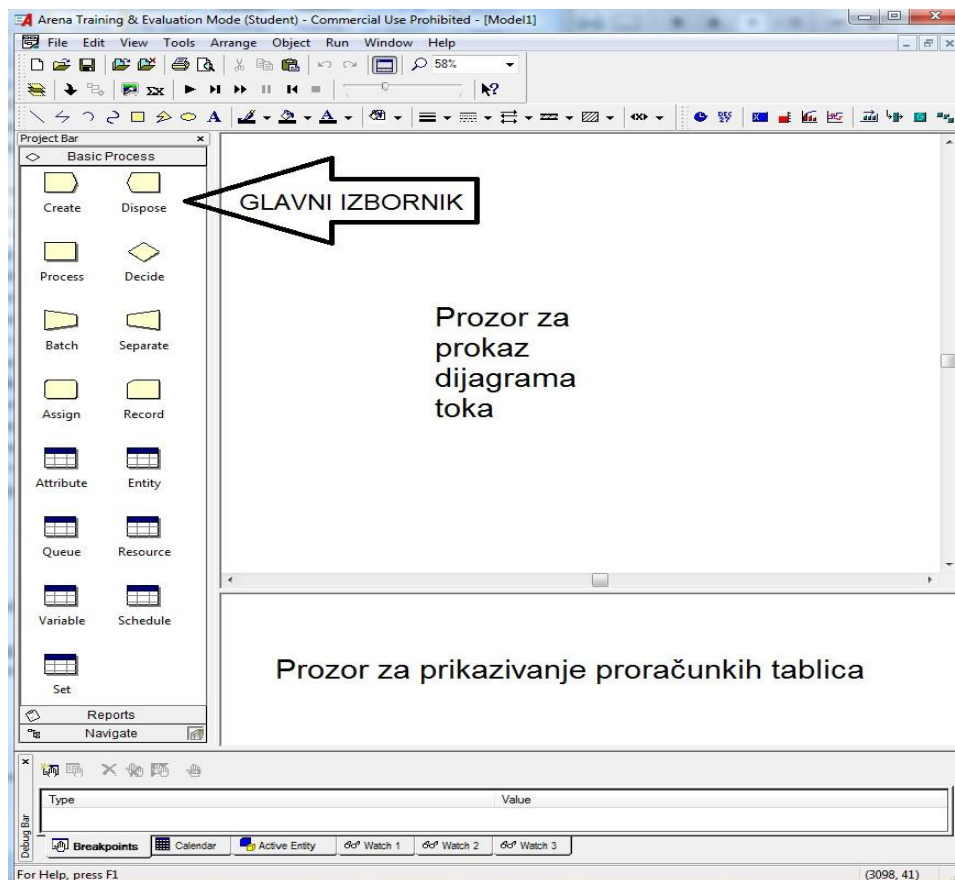 Arena Training & Evaluation Mode (Student) - Commercial Use Prohibited - [Model1]
File Edit View Tools Arrange Object Run Window Help
58%
Project Bar
Basic Process
Create Dispose
GLAVNI IZBORNIK
Process Decide
Batch Separate
Assign Record
Attribute Entity
Queue Resource
Variable Schedule
Set
Reports
Navigate
Prozor za
prokaz
dijagrama
toka
Prozor za prikazivanje proračunkih tablica
Debug Bar
Type Value
Breakpoints Calendar Active Entity Watch 1 Watch 2 Watch 3
For Help, press F1 (3098, 41)